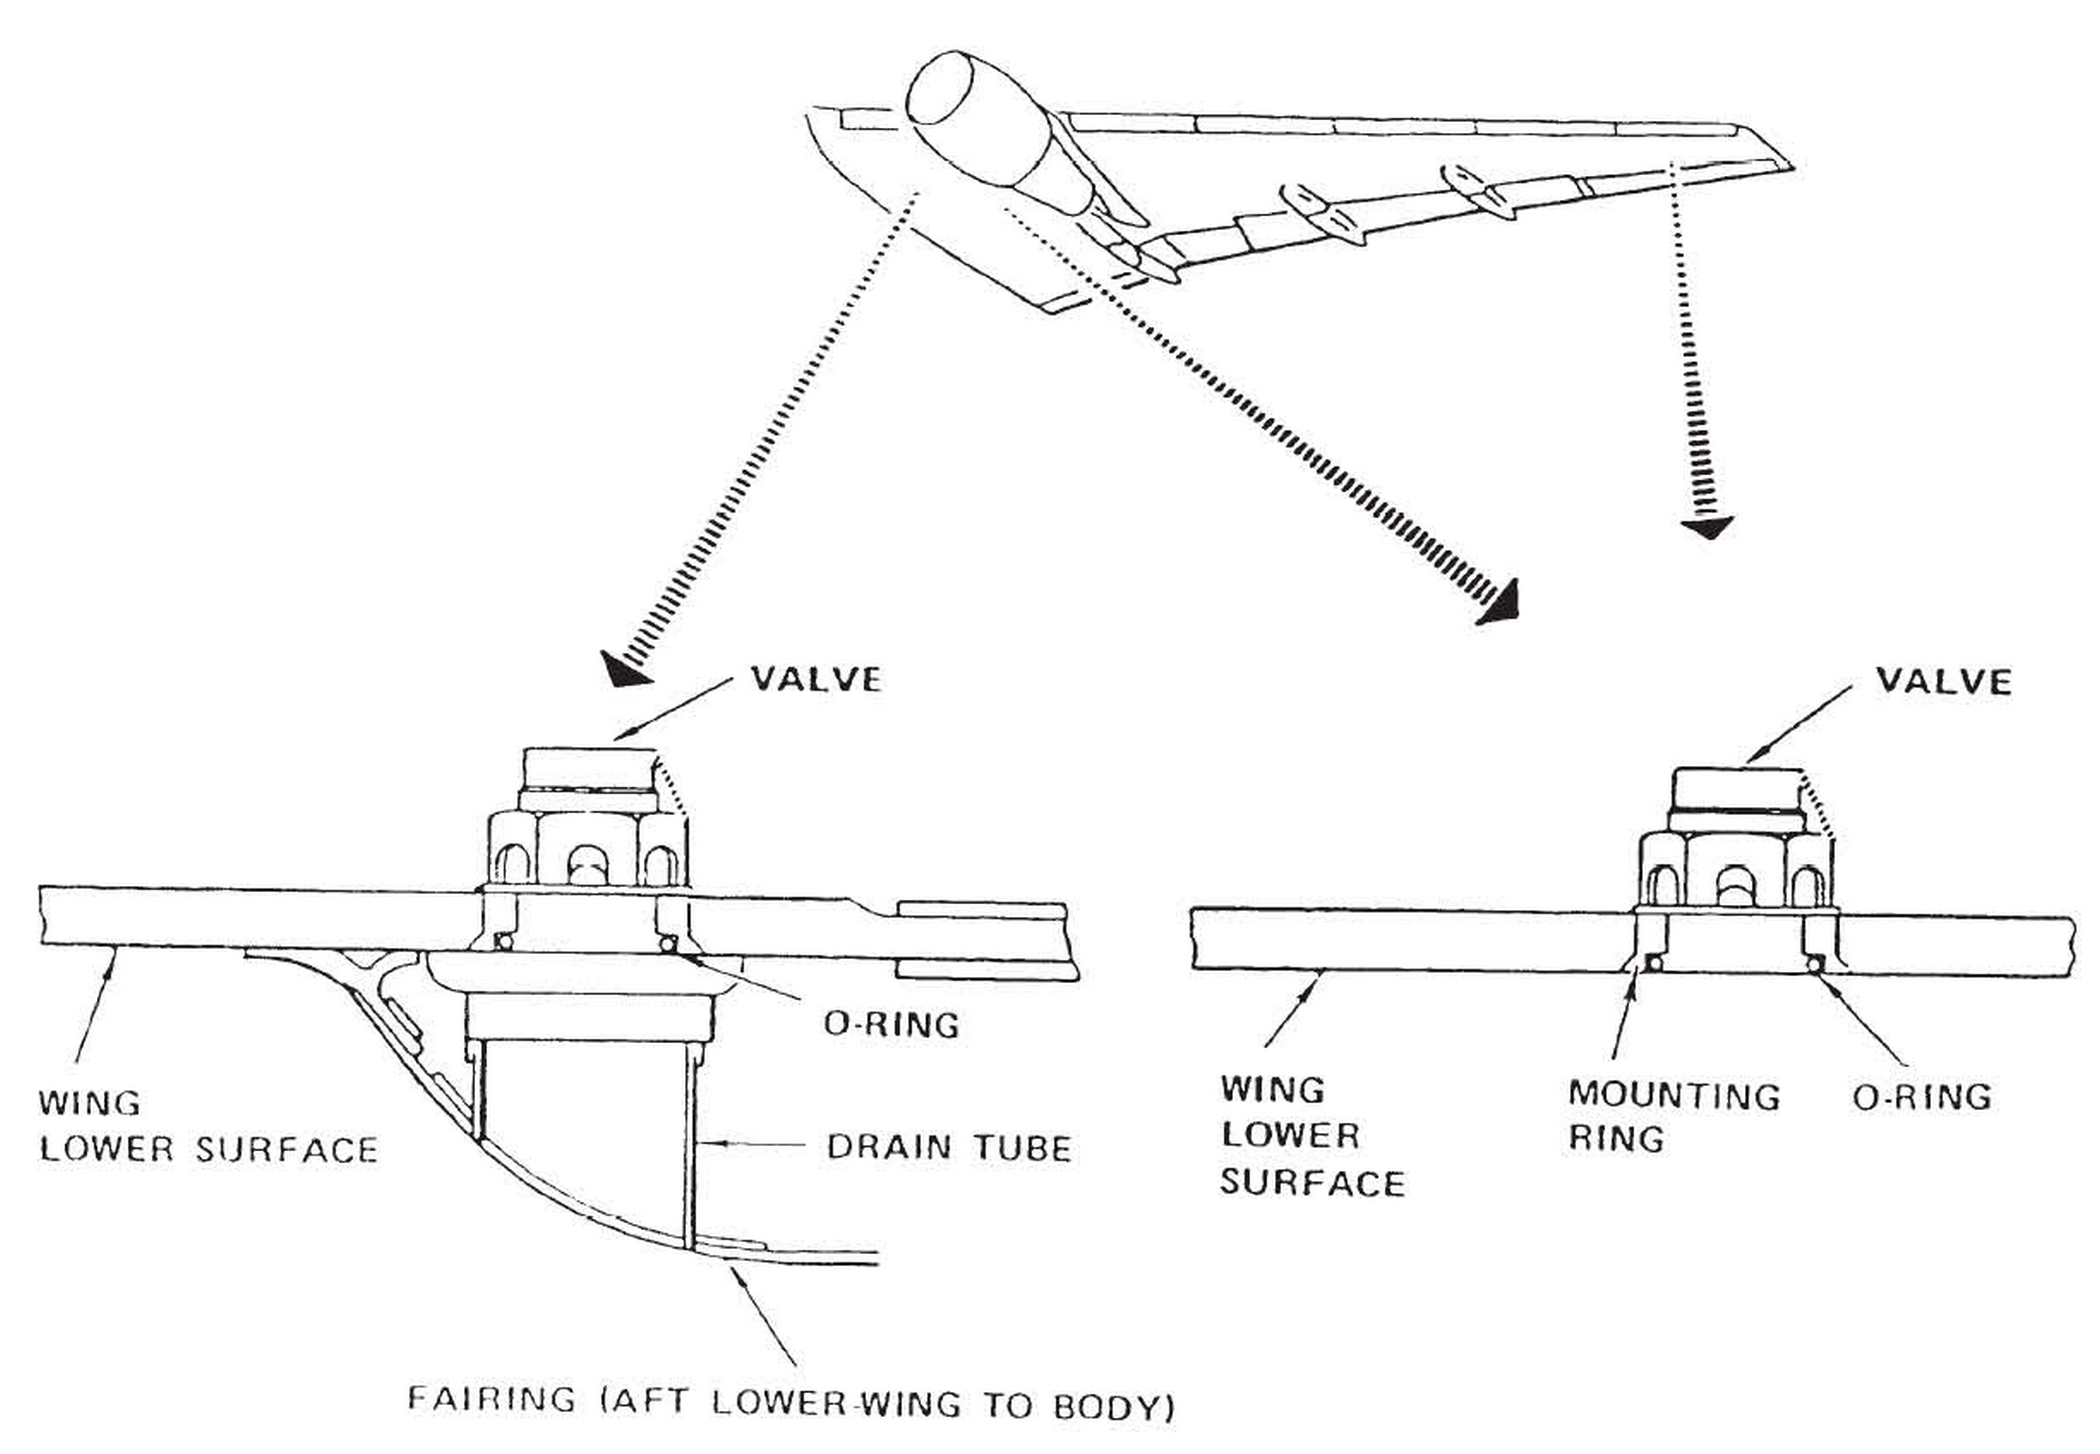 VALVE
VALVE
O-RING
WING
LOWER SURFACE
DRAIN TUBE
WING
LOWER
SURFACE
MOUNTING
RING
O-RING
FAIRING (AFT LOWER-WING TO BODY)